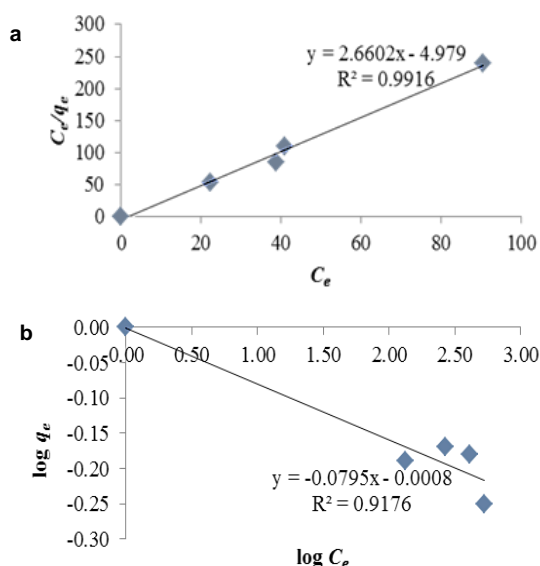 a
300
250
200
150
100
50
0
Ce/qe
y = 2.6602x - 4.979
R² = 0.9916
0 20 40 60 80 100
Ce
b
0.00
-0.05
-0.10
-0.15
-0.20
-0.25
-0.30
0.00 0.50 1.00 1.50 2.00 2.50 3.00
log qe
y = -0.0795x - 0.0008
R² = 0.9176
log Ce